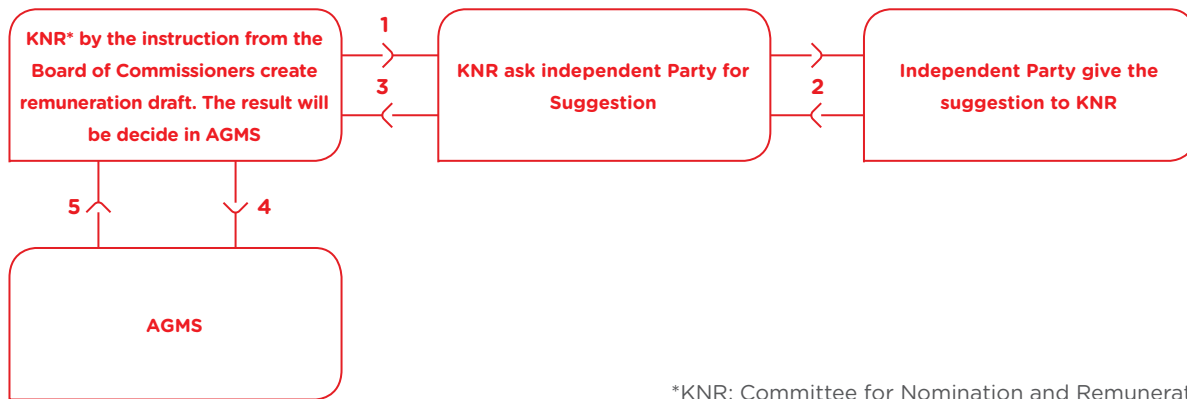 KNR* by the instruction from the
Board of Commissioners create
remuneration draft. The result will
be decide in AGMS
1
3
KNR ask independent Party for
Suggestion
2
Independent Party give the
suggestion to KNR
5
4
AGMS
*KNR: Committee for Nomination and